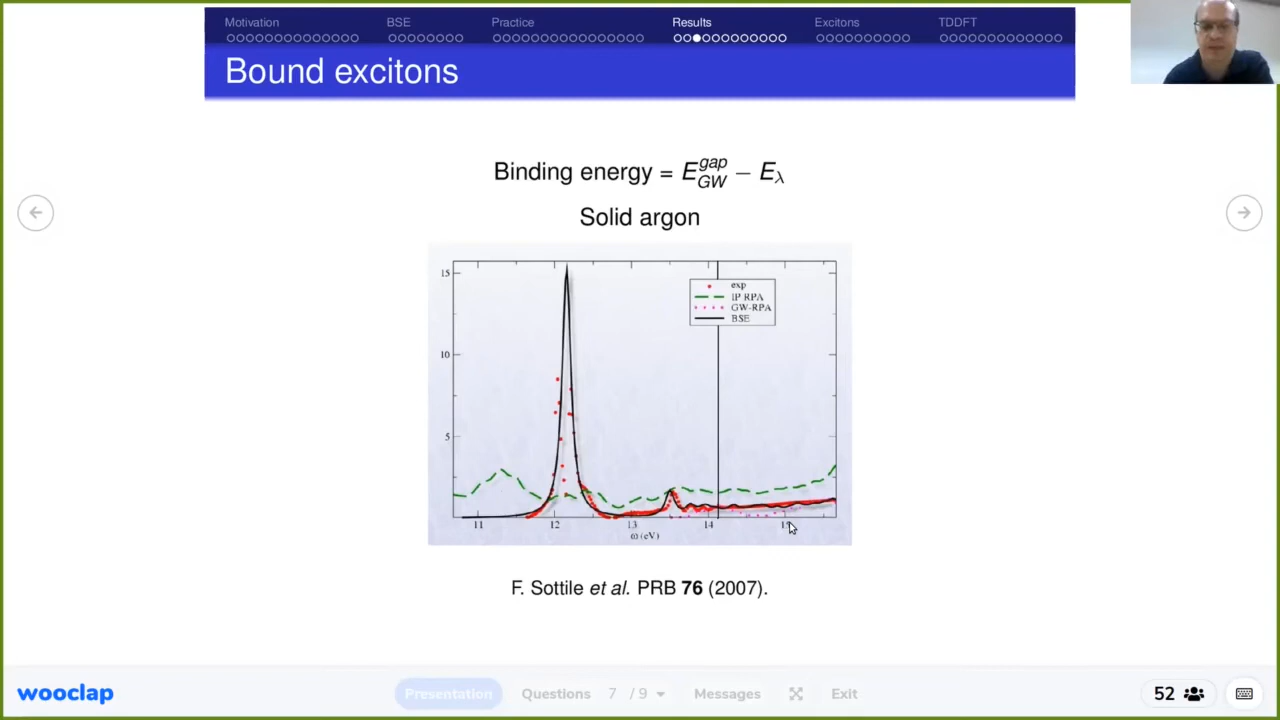 Motivation BSE Practice Results Excitons TDDFT
Bound excitons
Binding energy = E^{gap}_{GW} − E_λ
Solid argon
15
10
5
exp
IP RPA
GW-RPA
BSE
11 12 13 14 15
ω (eV)
F. Sottile et al. PRB 76 (2007).
wooclap Presentation Questions 7 / 9 Messages Exit 52